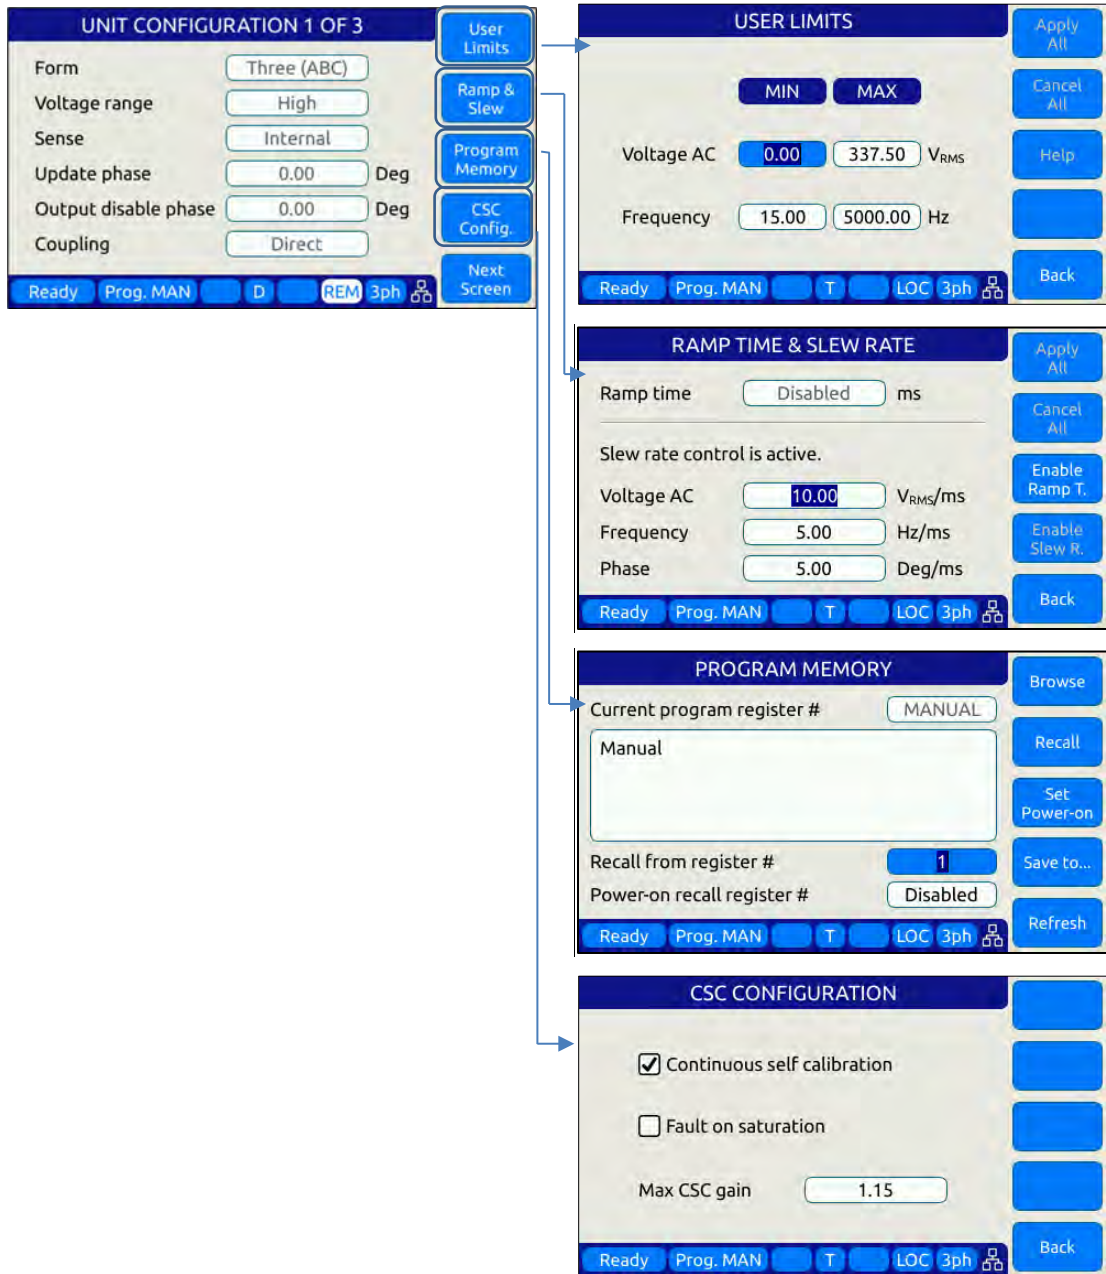 UNIT CONFIGURATION 1 OF 3
Form Three (ABC)
Voltage range High
Sense Internal
Update phase 0.00 Deg
Output disable phase 0.00 Deg
Coupling Direct
Ready Prog. MAN D REM 3ph
User
Limits
Ramp &
Slew
Program
Memory
CSC
Config.
Next
Screen
USER LIMITS
MIN MAX
Voltage AC 0.00 337.50 VRMS
Frequency 15.00 5000.00 Hz
Ready Prog. MAN T LOC 3ph
Apply
All
Cancel
All
Help
Back
RAMP TIME & SLEW RATE
Ramp time Disabled ms
Slew rate control is active.
Voltage AC 10.00 VRMS/ms
Frequency 5.00 Hz/ms
Phase 5.00 Deg/ms
Ready Prog. MAN T LOC 3ph
Apply
All
Cancel
All
Enable
Ramp T.
Enable
Slew R.
Back
PROGRAM MEMORY
Current program register # MANUAL
Manual
Recall from register # 1
Power-on recall register # Disabled
Ready Prog. MAN T LOC 3ph
Browse
Recall
Set
Power-on
Save to...
Refresh
CSC CONFIGURATION
Continuous self calibration
Fault on saturation
Max CSC gain 1.15
Ready Prog. MAN T LOC 3ph
Back